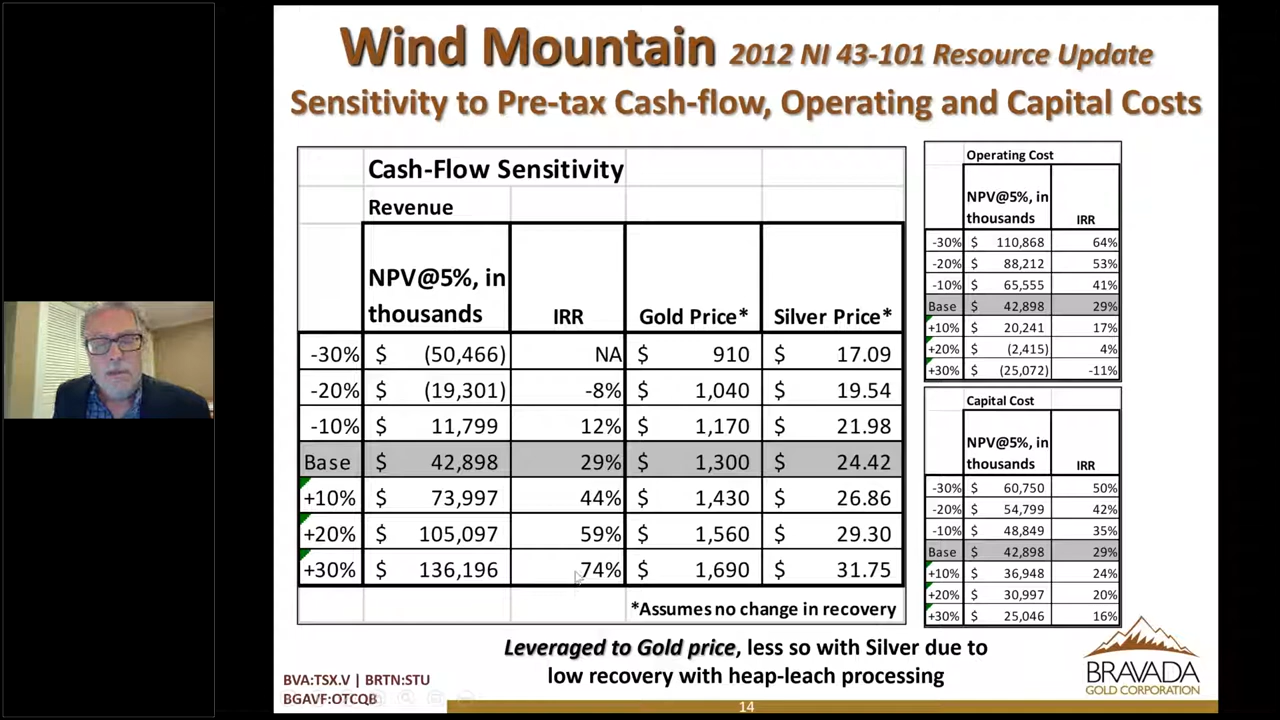 Wind Mountain 2012 NI 43-101 Resource Update
Sensitivity to Pre-tax Cash-flow, Operating and Capital Costs
Cash-Flow Sensitivity
Revenue
NPV@5%, in
thousands IRR Gold Price* Silver Price*
-30% $ (50,466) NA $ 910 $ 17.09
-20% $ (19,301) -8% $ 1,040 $ 19.54
-10% $ 11,799 12% $ 1,170 $ 21.98
Base $ 42,898 29% $ 1,300 $ 24.42
+10% $ 73,997 44% $ 1,430 $ 26.86
+20% $ 105,097 59% $ 1,560 $ 29.30
+30% $ 136,196 74% $ 1,690 $ 31.75
*Assumes no change in recovery
Operating Cost
NPV@5%, in
thousands IRR
-30% $ 110,868 64%
-20% $ 88,212 53%
-10% $ 65,555 41%
Base $ 42,898 29%
+10% $ 20,241 17%
+20% $ (2,415) 4%
+30% $ (25,072) -11%
Capital Cost
NPV@5%, in
thousands IRR
-30% $ 60,750 50%
-20% $ 54,799 42%
-10% $ 48,849 35%
Base $ 42,898 29%
+10% $ 36,948 24%
+20% $ 30,997 20%
+30% $ 25,046 16%
Leveraged to Gold price, less so with Silver due to
low recovery with heap-leach processing
BVA:TSX.V | BRTN:STU
BGAVF:OTCQB
BRAVADA
GOLD CORPORATION
14